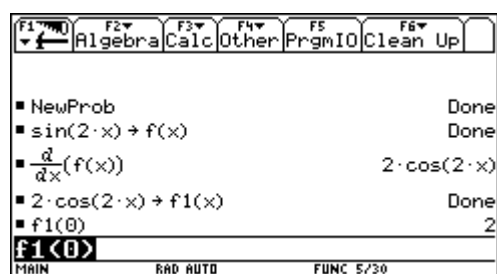 F1 F2 Algebra F3 Calc F4 Other F5 PrgmIO F6 Clean Up
▪ NewProb Done
▪ sin(2·x) → f(x) Done
▪ d/dx(f(x)) 2·cos(2·x)
▪ 2·cos(2·x) → f1(x) Done
▪ f1(0) 2
f1(0)
MAIN RAD AUTO FUNC 5/30